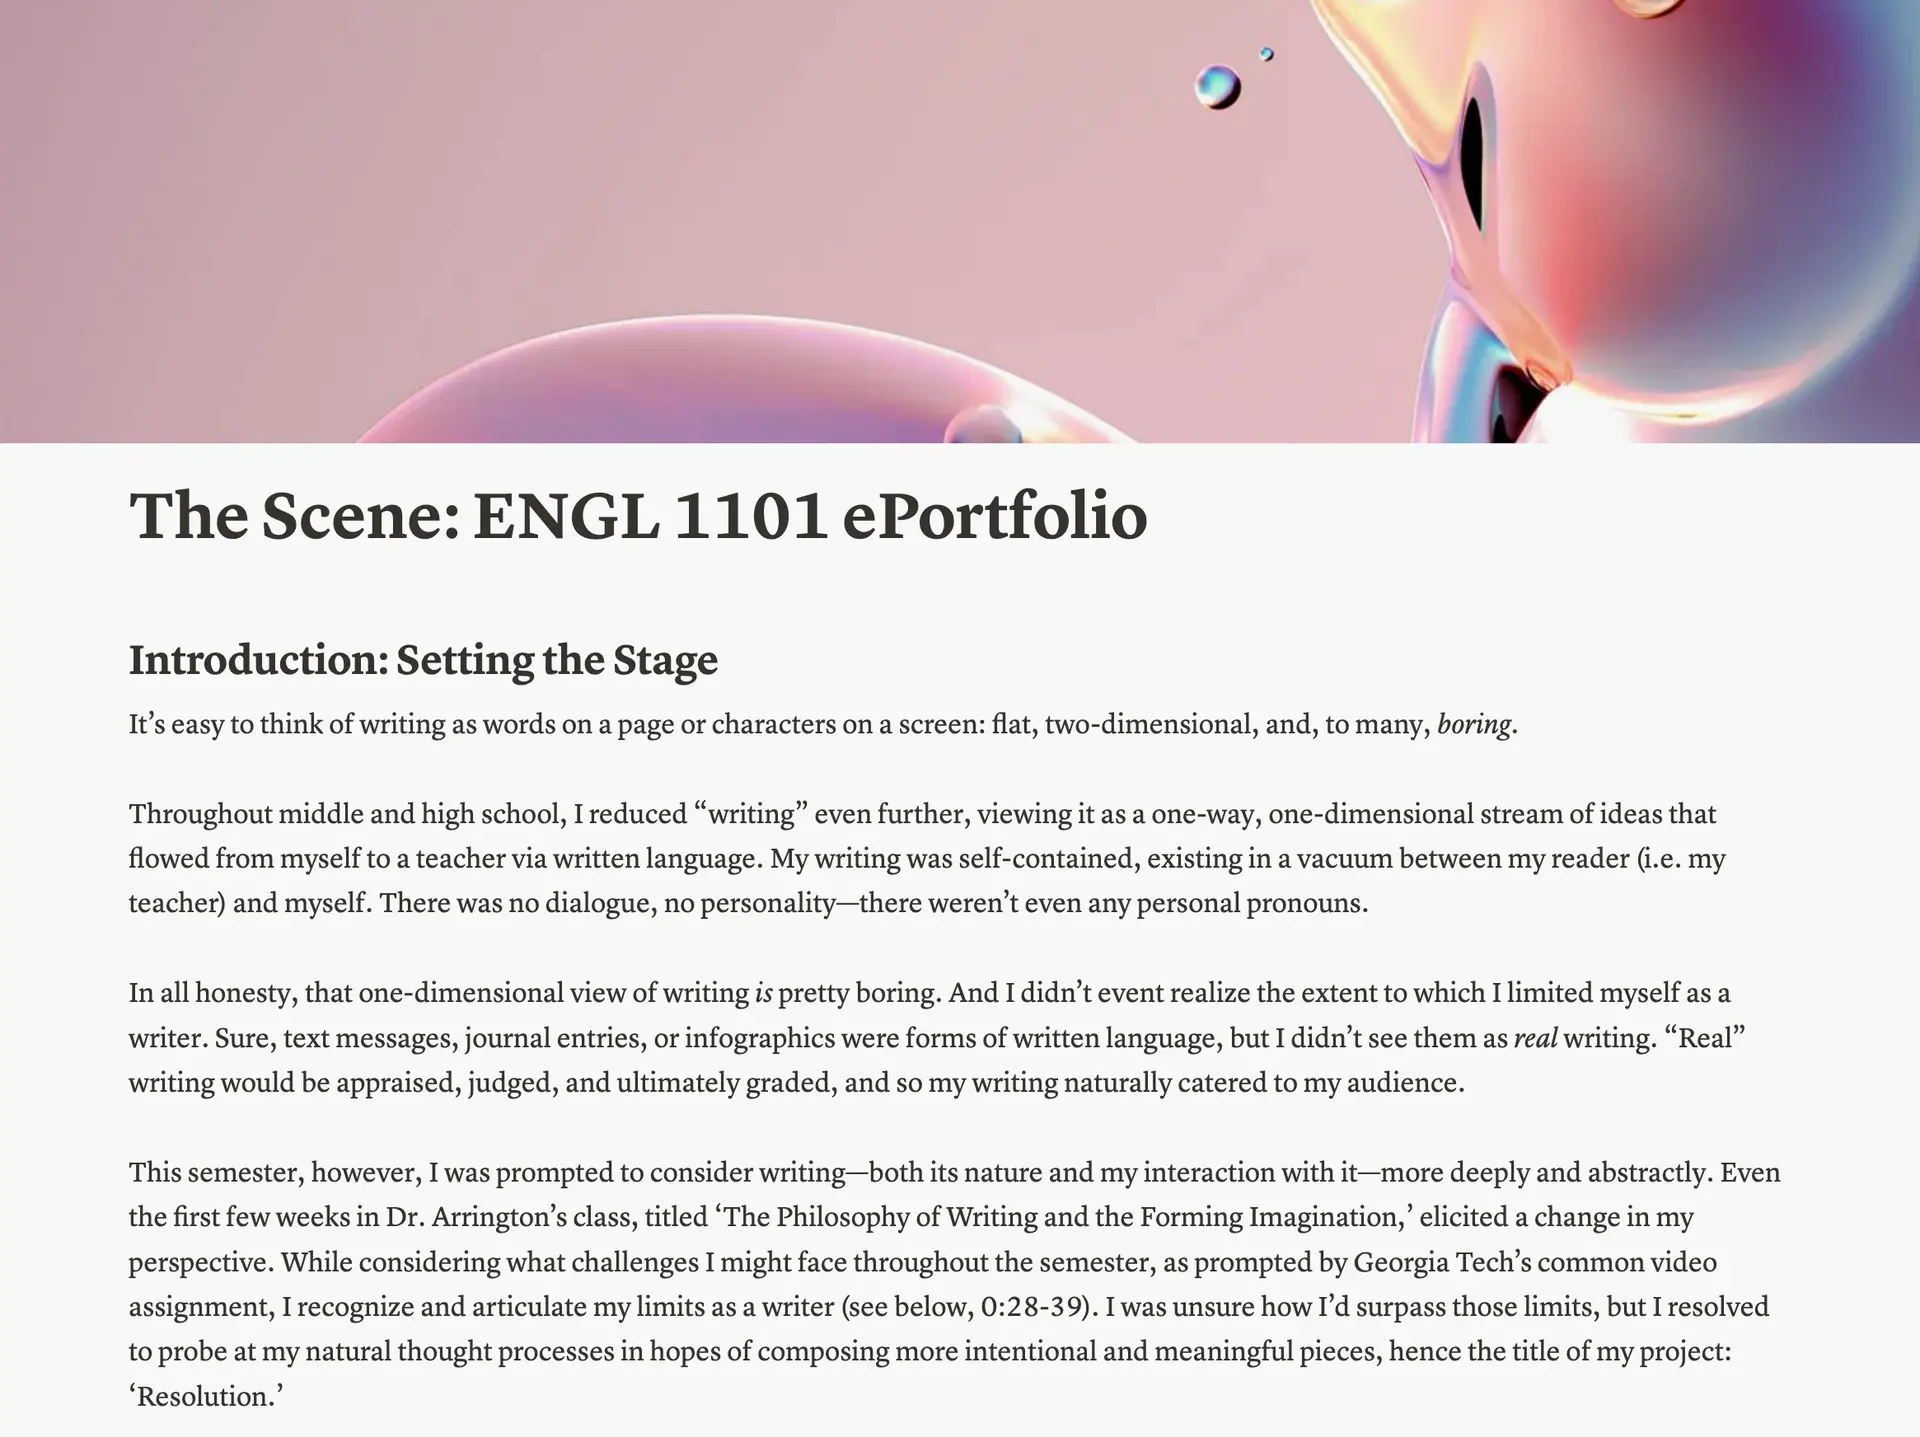 The Scene: ENGL 1101 ePortfolio
Introduction: Setting the Stage
It’s easy to think of writing as words on a page or characters on a screen: flat, two-dimensional, and, to many, boring.
Throughout middle and high school, I reduced “writing” even further, viewing it as a one-way, one-dimensional stream of ideas that
flowed from myself to a teacher via written language. My writing was self-contained, existing in a vacuum between my reader (i.e. my
teacher) and myself. There was no dialogue, no personality—there weren’t even any personal pronouns.
In all honesty, that one-dimensional view of writing is pretty boring. And I didn’t event realize the extent to which I limited myself as a
writer. Sure, text messages, journal entries, or infographics were forms of written language, but I didn’t see them as real writing. “Real”
writing would be appraised, judged, and ultimately graded, and so my writing naturally catered to my audience.
This semester, however, I was prompted to consider writing—both its nature and my interaction with it—more deeply and abstractly. Even
the first few weeks in Dr. Arrington’s class, titled ‘The Philosophy of Writing and the Forming Imagination,’ elicited a change in my
perspective. While considering what challenges I might face throughout the semester, as prompted by Georgia Tech’s common video
assignment, I recognize and articulate my limits as a writer (see below, 0:28-39). I was unsure how I’d surpass those limits, but I resolved
to probe at my natural thought processes in hopes of composing more intentional and meaningful pieces, hence the title of my project:
‘Resolution.’